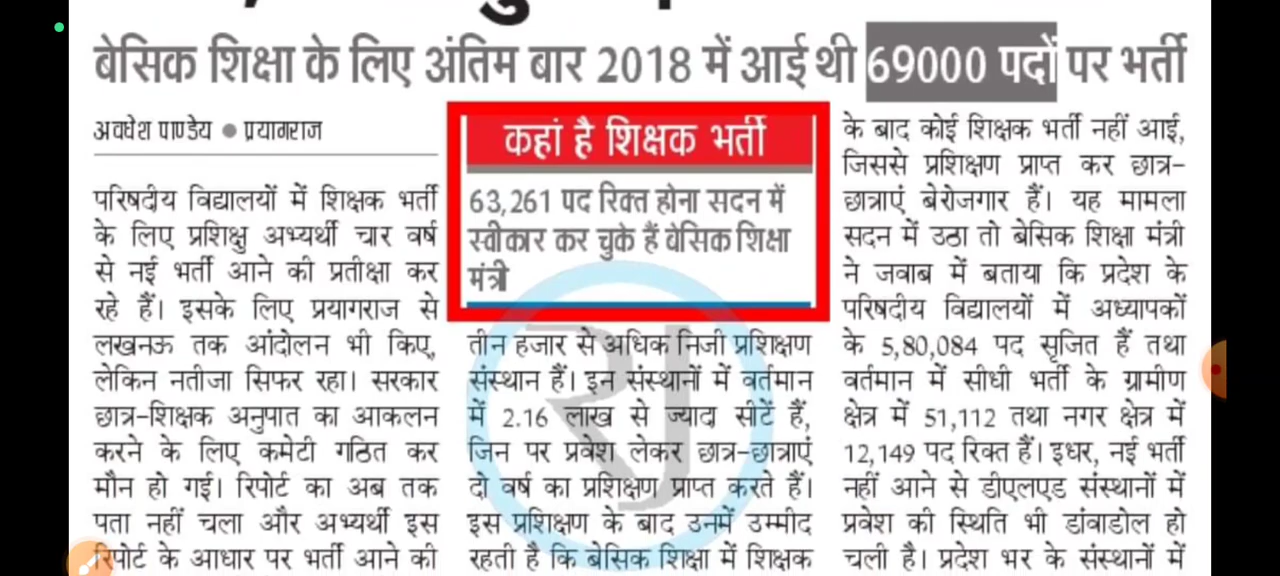 बेसिक शिक्षा के लिए अंतिम बार 2018 में आई थी 69000 पदों पर भर्ती
अवधेश पाण्डेय ● प्रयागराज
परिषदीय विद्यालयों में शिक्षक भर्ती
के लिए प्रशिक्षु अभ्यर्थी चार वर्ष
से नई भर्ती आने की प्रतीक्षा कर
रहे हैं। इसके लिए प्रयागराज से
लखनऊ तक आंदोलन भी किए,
लेकिन नतीजा सिफर रहा। सरकार
छात्र-शिक्षक अनुपात का आकलन
करने के लिए कमेटी गठित कर
मौन हो गई। रिपोर्ट का अब तक
पता नहीं चला और अभ्यर्थी इस
रिपोर्ट के आधार पर भर्ती आने की
कहां है शिक्षक भर्ती
63,261 पद रिक्त होना सदन में
स्वीकार कर चुके हैं बेसिक शिक्षा
मंत्री
तीन हजार से अधिक निजी प्रशिक्षण
संस्थान हैं। इन संस्थानों में वर्तमान
में 2.16 लाख से ज्यादा सीटें हैं,
जिन पर प्रवेश लेकर छात्र-छात्राएं
दो वर्ष का प्रशिक्षण प्राप्त करते हैं।
इस प्रशिक्षण के बाद उनमें उम्मीद
रहती है कि बेसिक शिक्षा में शिक्षक
के बाद कोई शिक्षक भर्ती नहीं आई,
जिससे प्रशिक्षण प्राप्त कर छात्र-
छात्राएं बेरोजगार हैं। यह मामला
सदन में उठा तो बेसिक शिक्षा मंत्री
ने जवाब में बताया कि प्रदेश के
परिषदीय विद्यालयों में अध्यापकों
के 5,80,084 पद सृजित हैं तथा
वर्तमान में सीधी भर्ती के ग्रामीण
क्षेत्र में 51,112 तथा नगर क्षेत्र में
12,149 पद रिक्त हैं। इधर, नई भर्ती
नहीं आने से डीएलएड संस्थानों में
प्रवेश की स्थिति भी डांवाडोल हो
चली है। प्रदेश भर के संस्थानों में